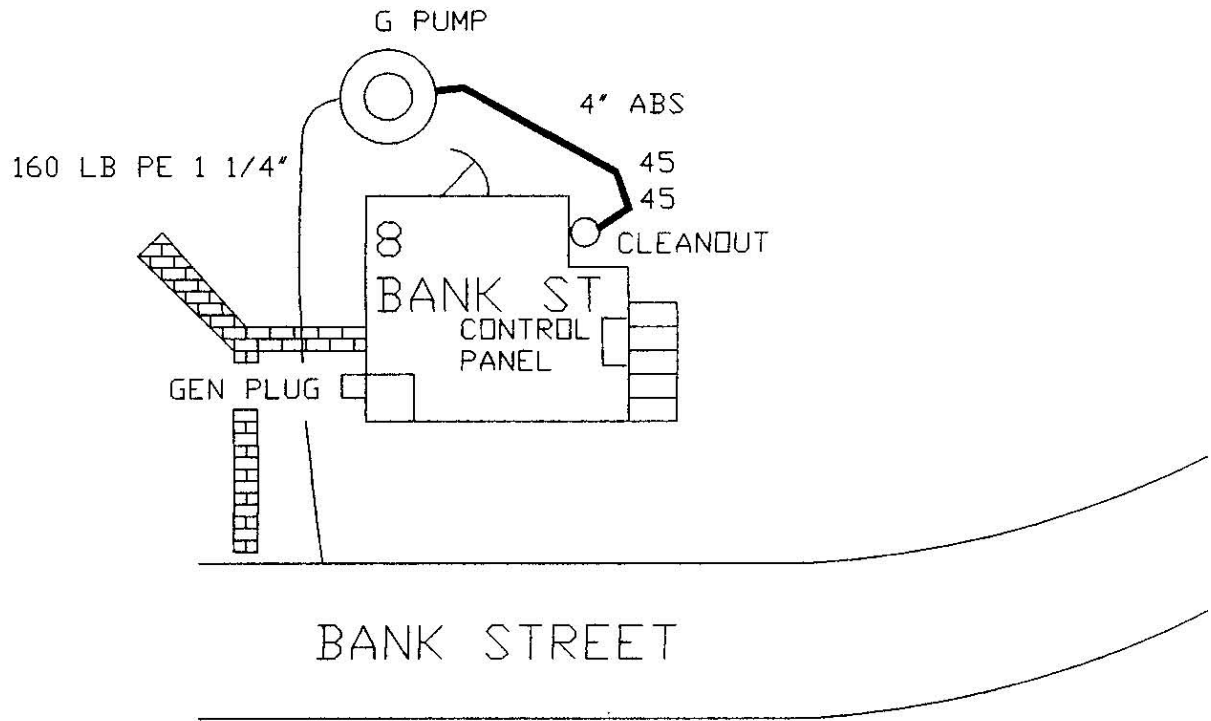 G PUMP
4" ABS
160 LB PE 1 1/4"
45
45
8
CLEANOUT
BANK ST
CONTROL
PANEL
GEN PLUG
BANK STREET